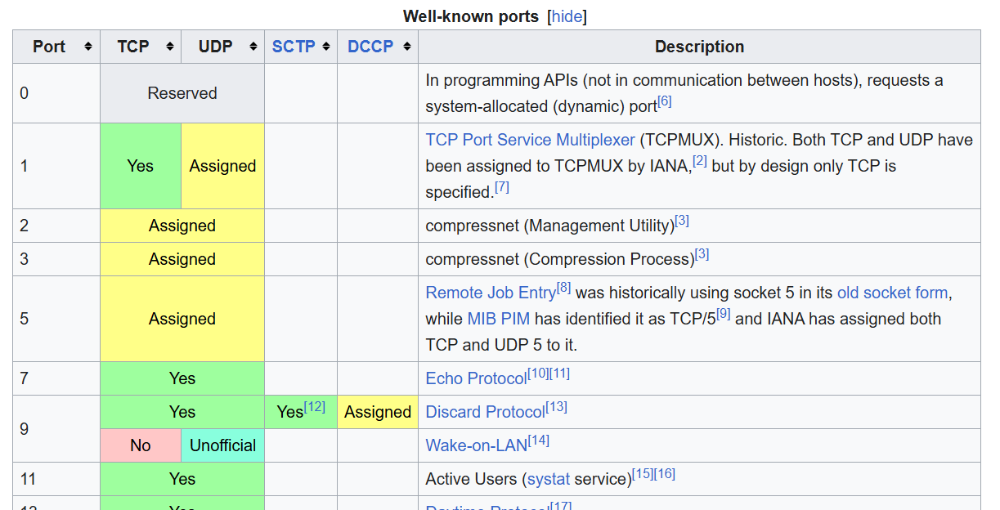 Well-known ports [hide]
Port TCP UDP SCTP DCCP Description
0 Reserved In programming APIs (not in communication between hosts), requests a
system-allocated (dynamic) port[6]
TCP Port Service Multiplexer (TCPMUX). Historic. Both TCP and UDP have
1 Yes Assigned been assigned to TCPMUX by IANA,[2] but by design only TCP is
specified.[7]
2 Assigned compressnet (Management Utility)[3]
3 Assigned compressnet (Compression Process)[3]
Remote Job Entry[8] was historically using socket 5 in its old socket form,
5 Assigned while MIB PIM has identified it as TCP/5[9] and IANA has assigned both
TCP and UDP 5 to it.
7 Yes Echo Protocol[10][11]
9 Yes Yes[12] Assigned Discard Protocol[13]
No Unofficial Wake-on-LAN[14]
11 Yes Active Users (systat service)[15][16]
Yes Daytime Protocol[17]